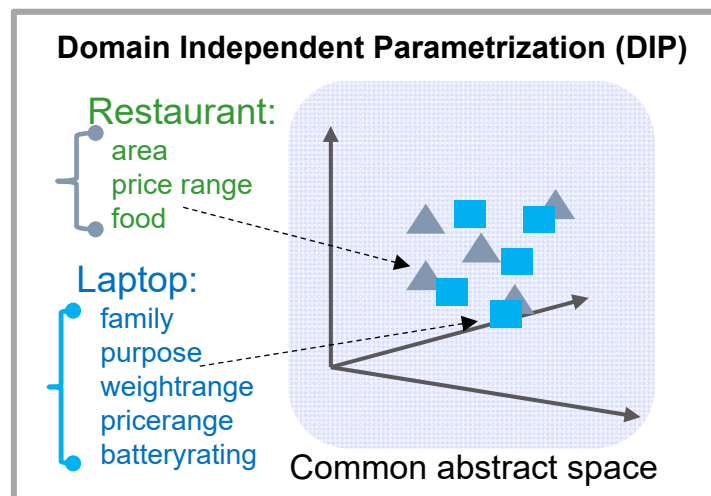 Domain Independent Parametrization (DIP)
Restaurant:
area
price range
food
Laptop:
family
purpose
weightrange
pricerange
batteryrating
Common abstract space